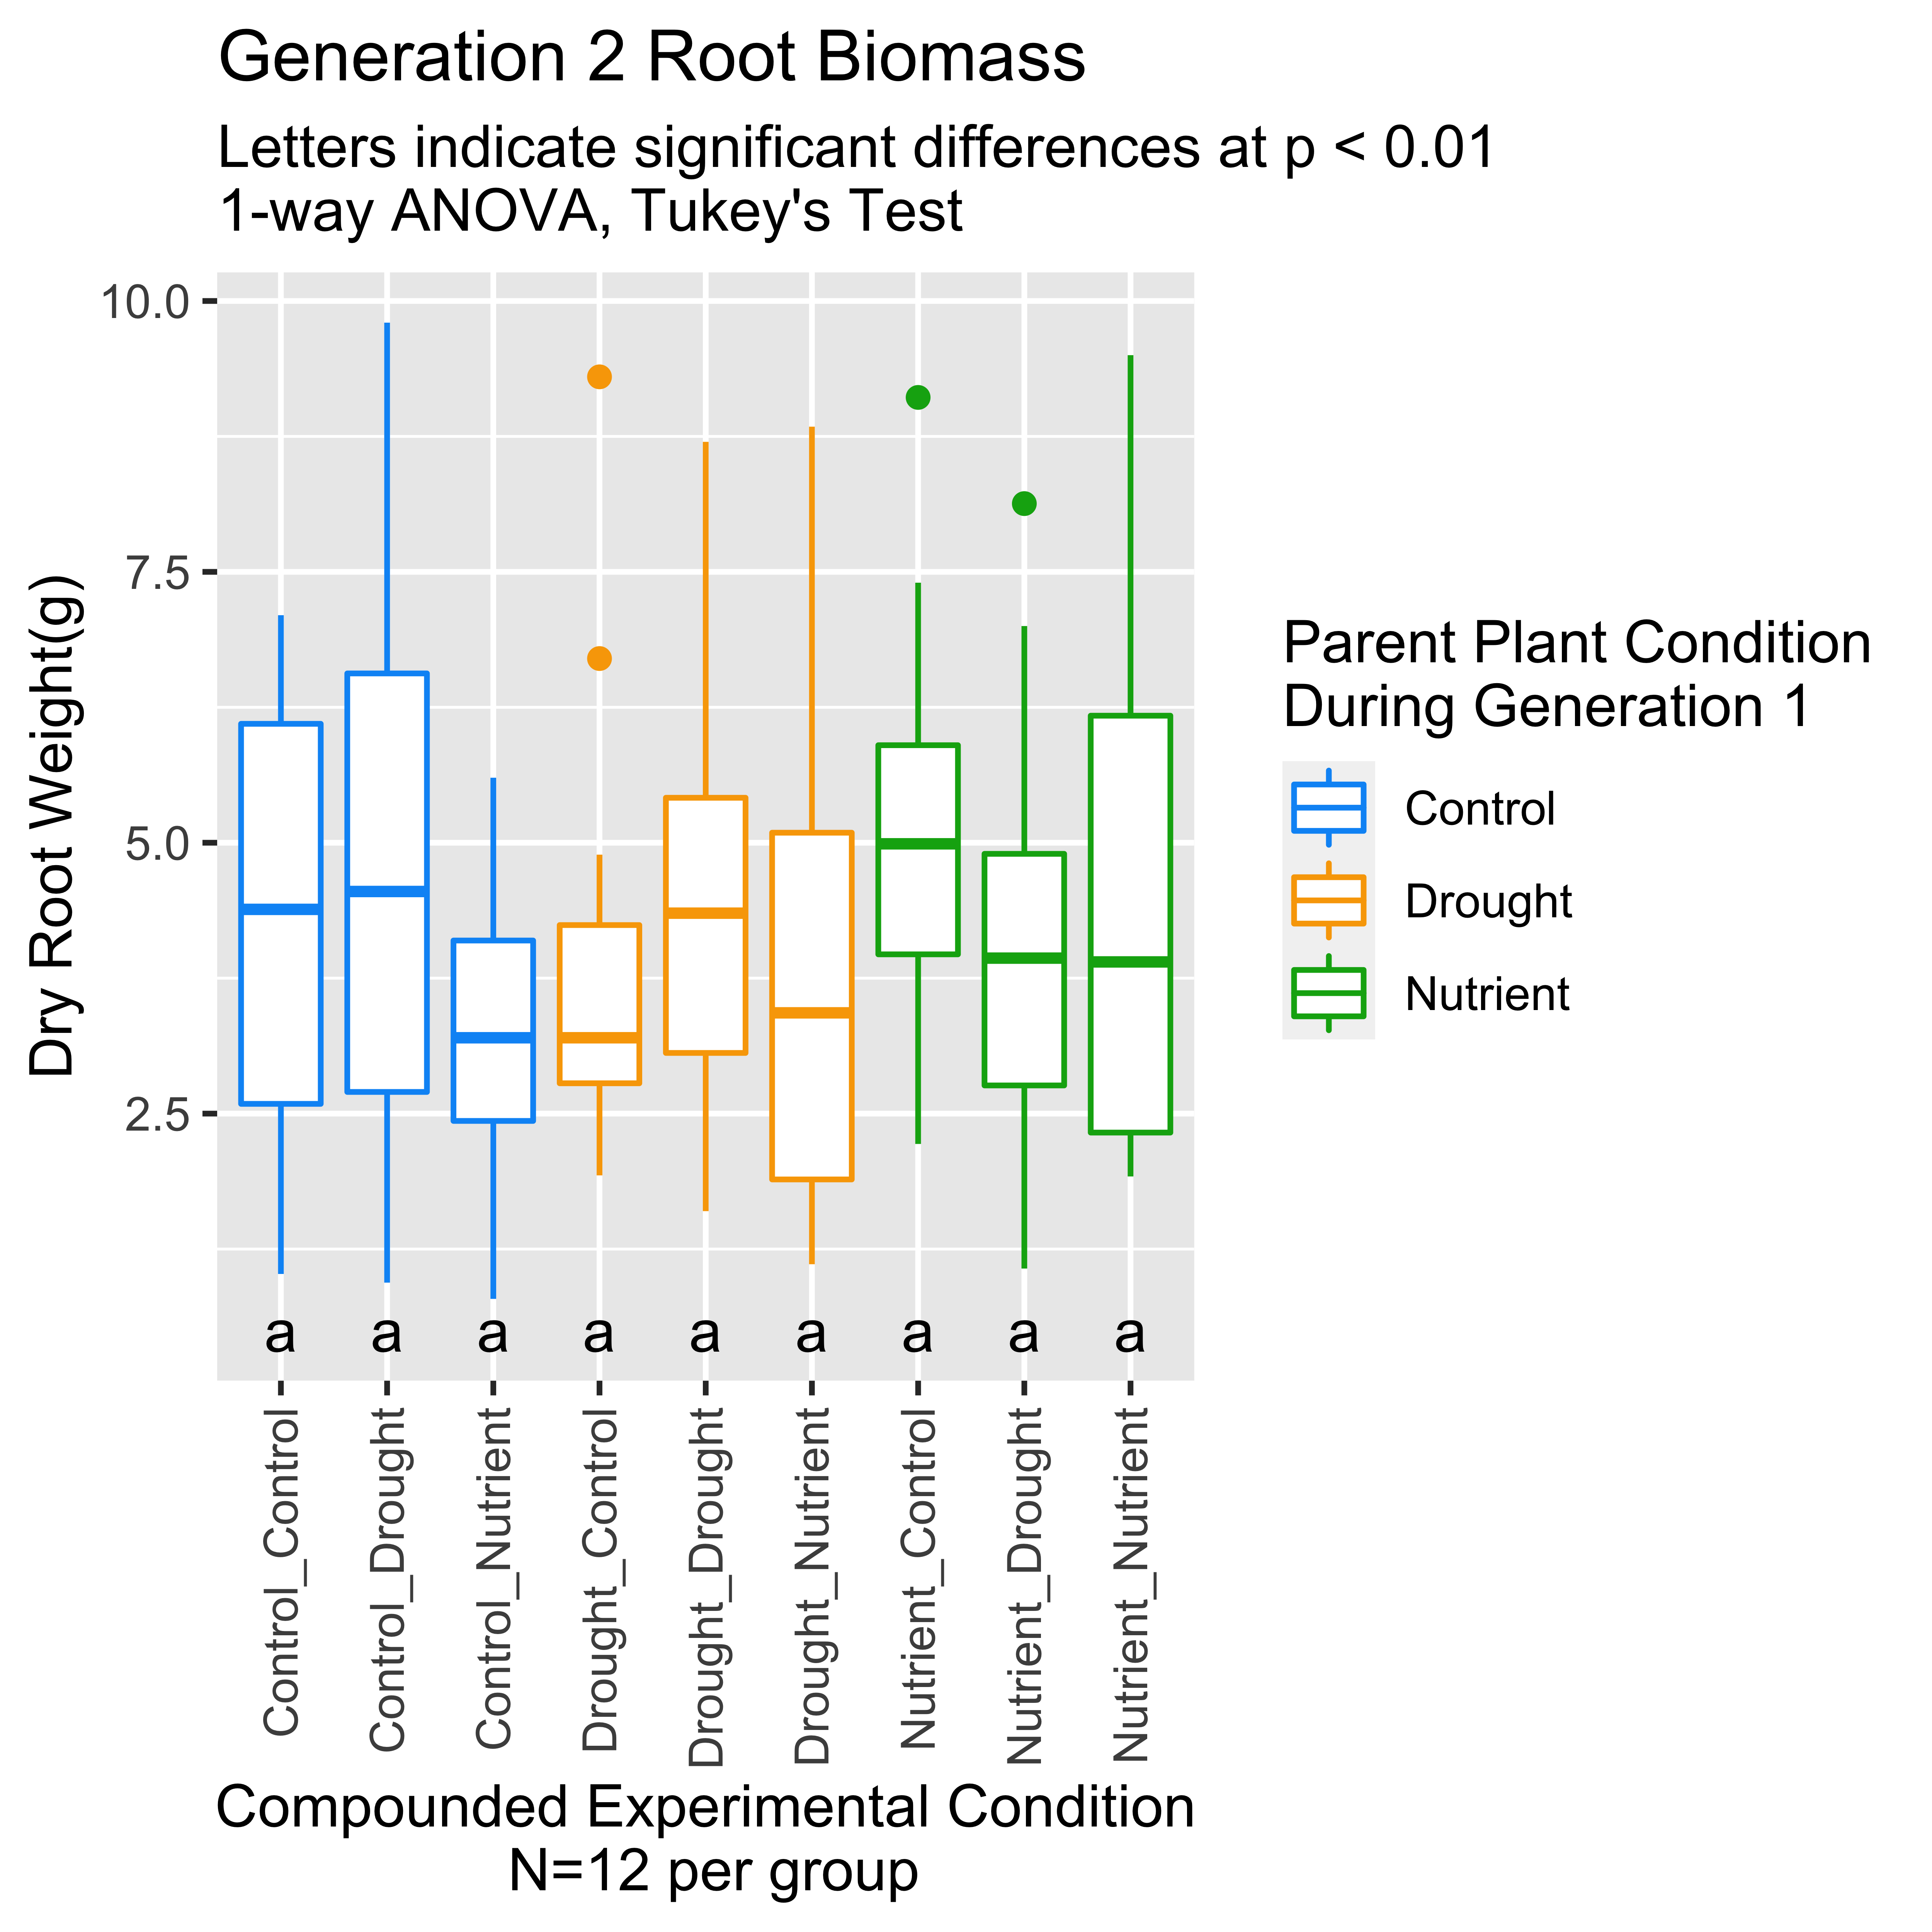 Generation 2 Root Biomass
Letters indicate significant differences at p < 0.01
1-way ANOVA, Tukey's Test
Dry Root Weight(g)
10.0
7.5
5.0
2.5
a a a a a a a a a
Control_Control
Control_Drought
Control_Nutrient
Drought_Control
Drought_Drought
Drought_Nutrient
Nutrient_Control
Nutrient_Drought
Nutrient_Nutrient
Compounded Experimental Condition
N=12 per group
Parent Plant Condition
During Generation 1
Control
Drought
Nutrient